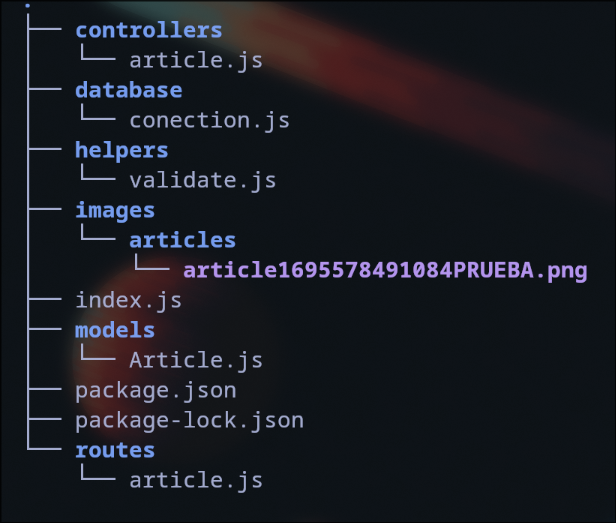 .
├── controllers
│   └── article.js
├── database
│   └── conection.js
├── helpers
│   └── validate.js
├── images
│   └── articles
│       └── article1695578491084PRUEBA.png
├── index.js
├── models
│   └── Article.js
├── package.json
├── package-lock.json
└── routes
    └── article.js